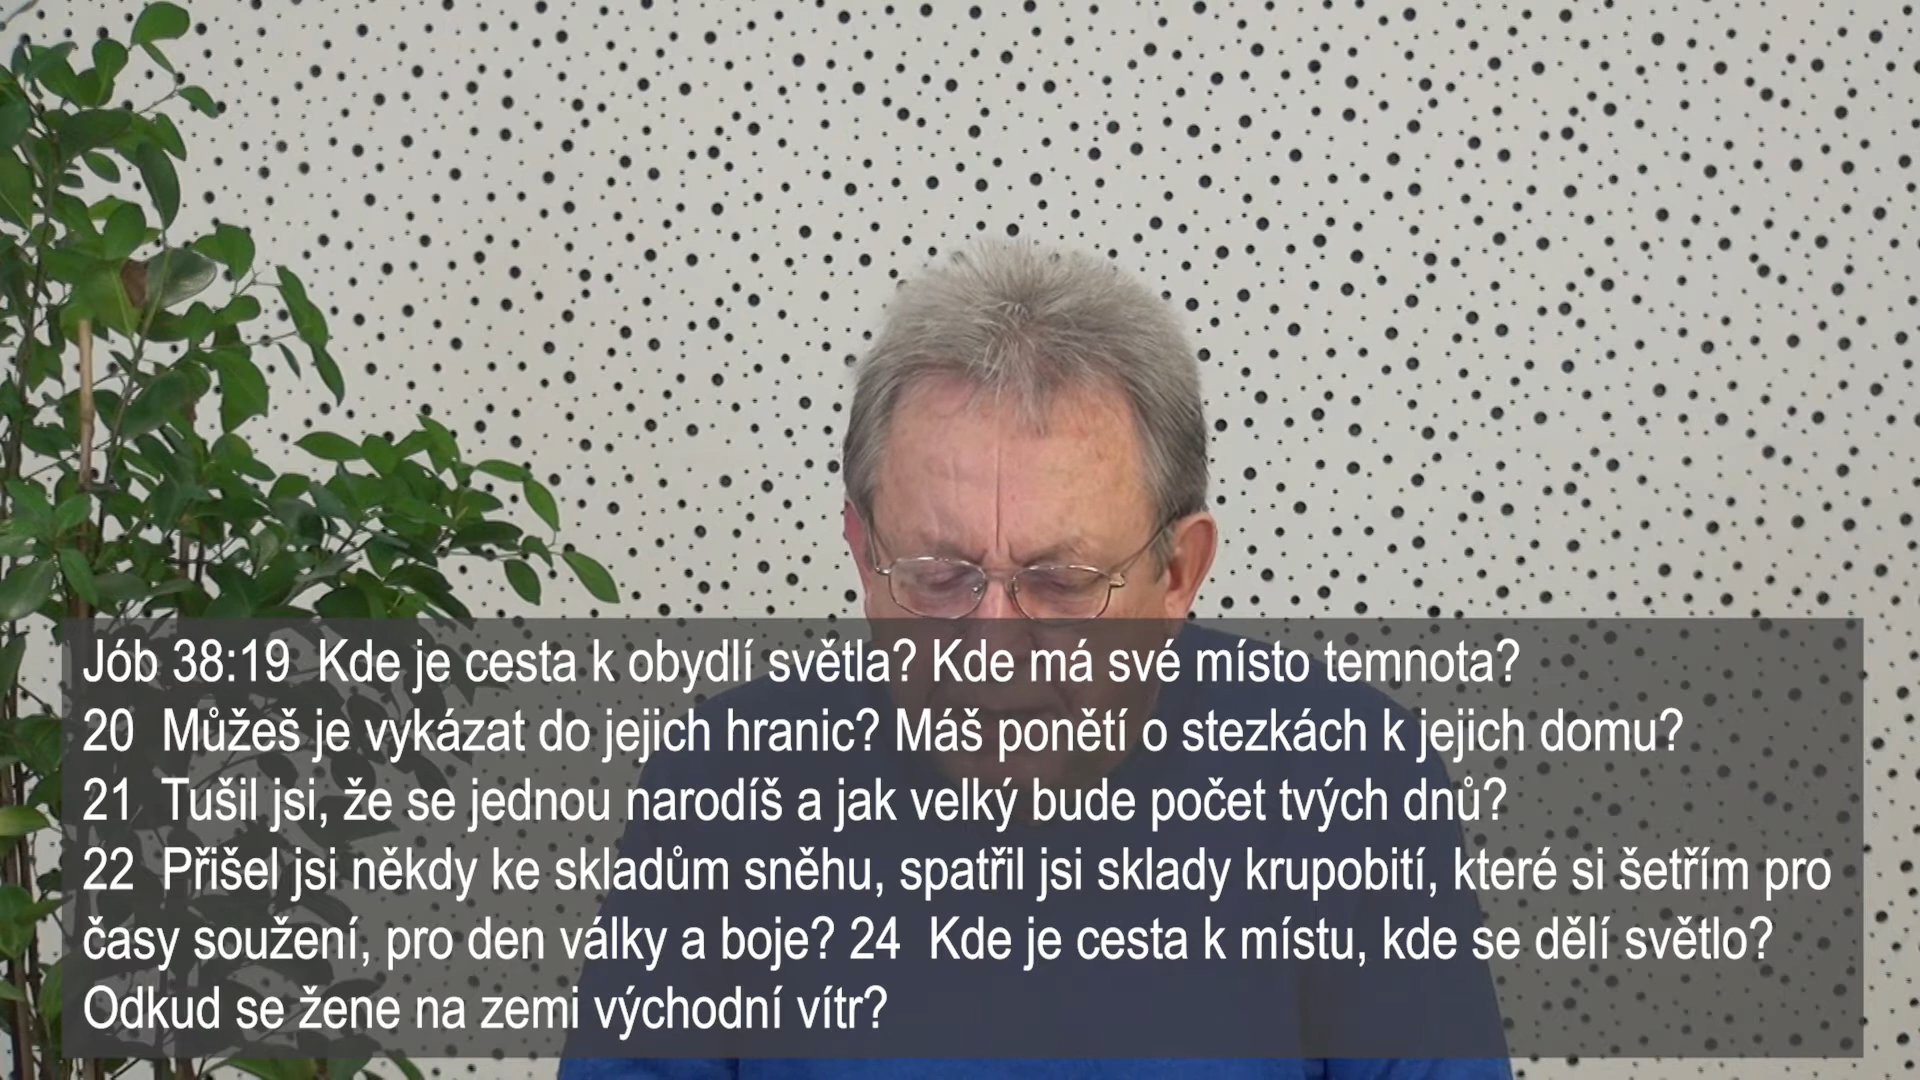 Jób 38:19 Kde je cesta k obydlí světla? Kde má své místo temnota?
20 Můžeš je vykázat do jejich hranic? Máš ponětí o stezkách k jejich domu?
21 Tušil jsi, že se jednou narodíš a jak velký bude počet tvých dnů?
22 Přišel jsi někdy ke skladům sněhu, spatřil jsi sklady krupobití, které si šetřím pro
časy soužení, pro den války a boje? 24 Kde je cesta k místu, kde se dělí světlo?
Odkud se žene na zemi východní vítr?